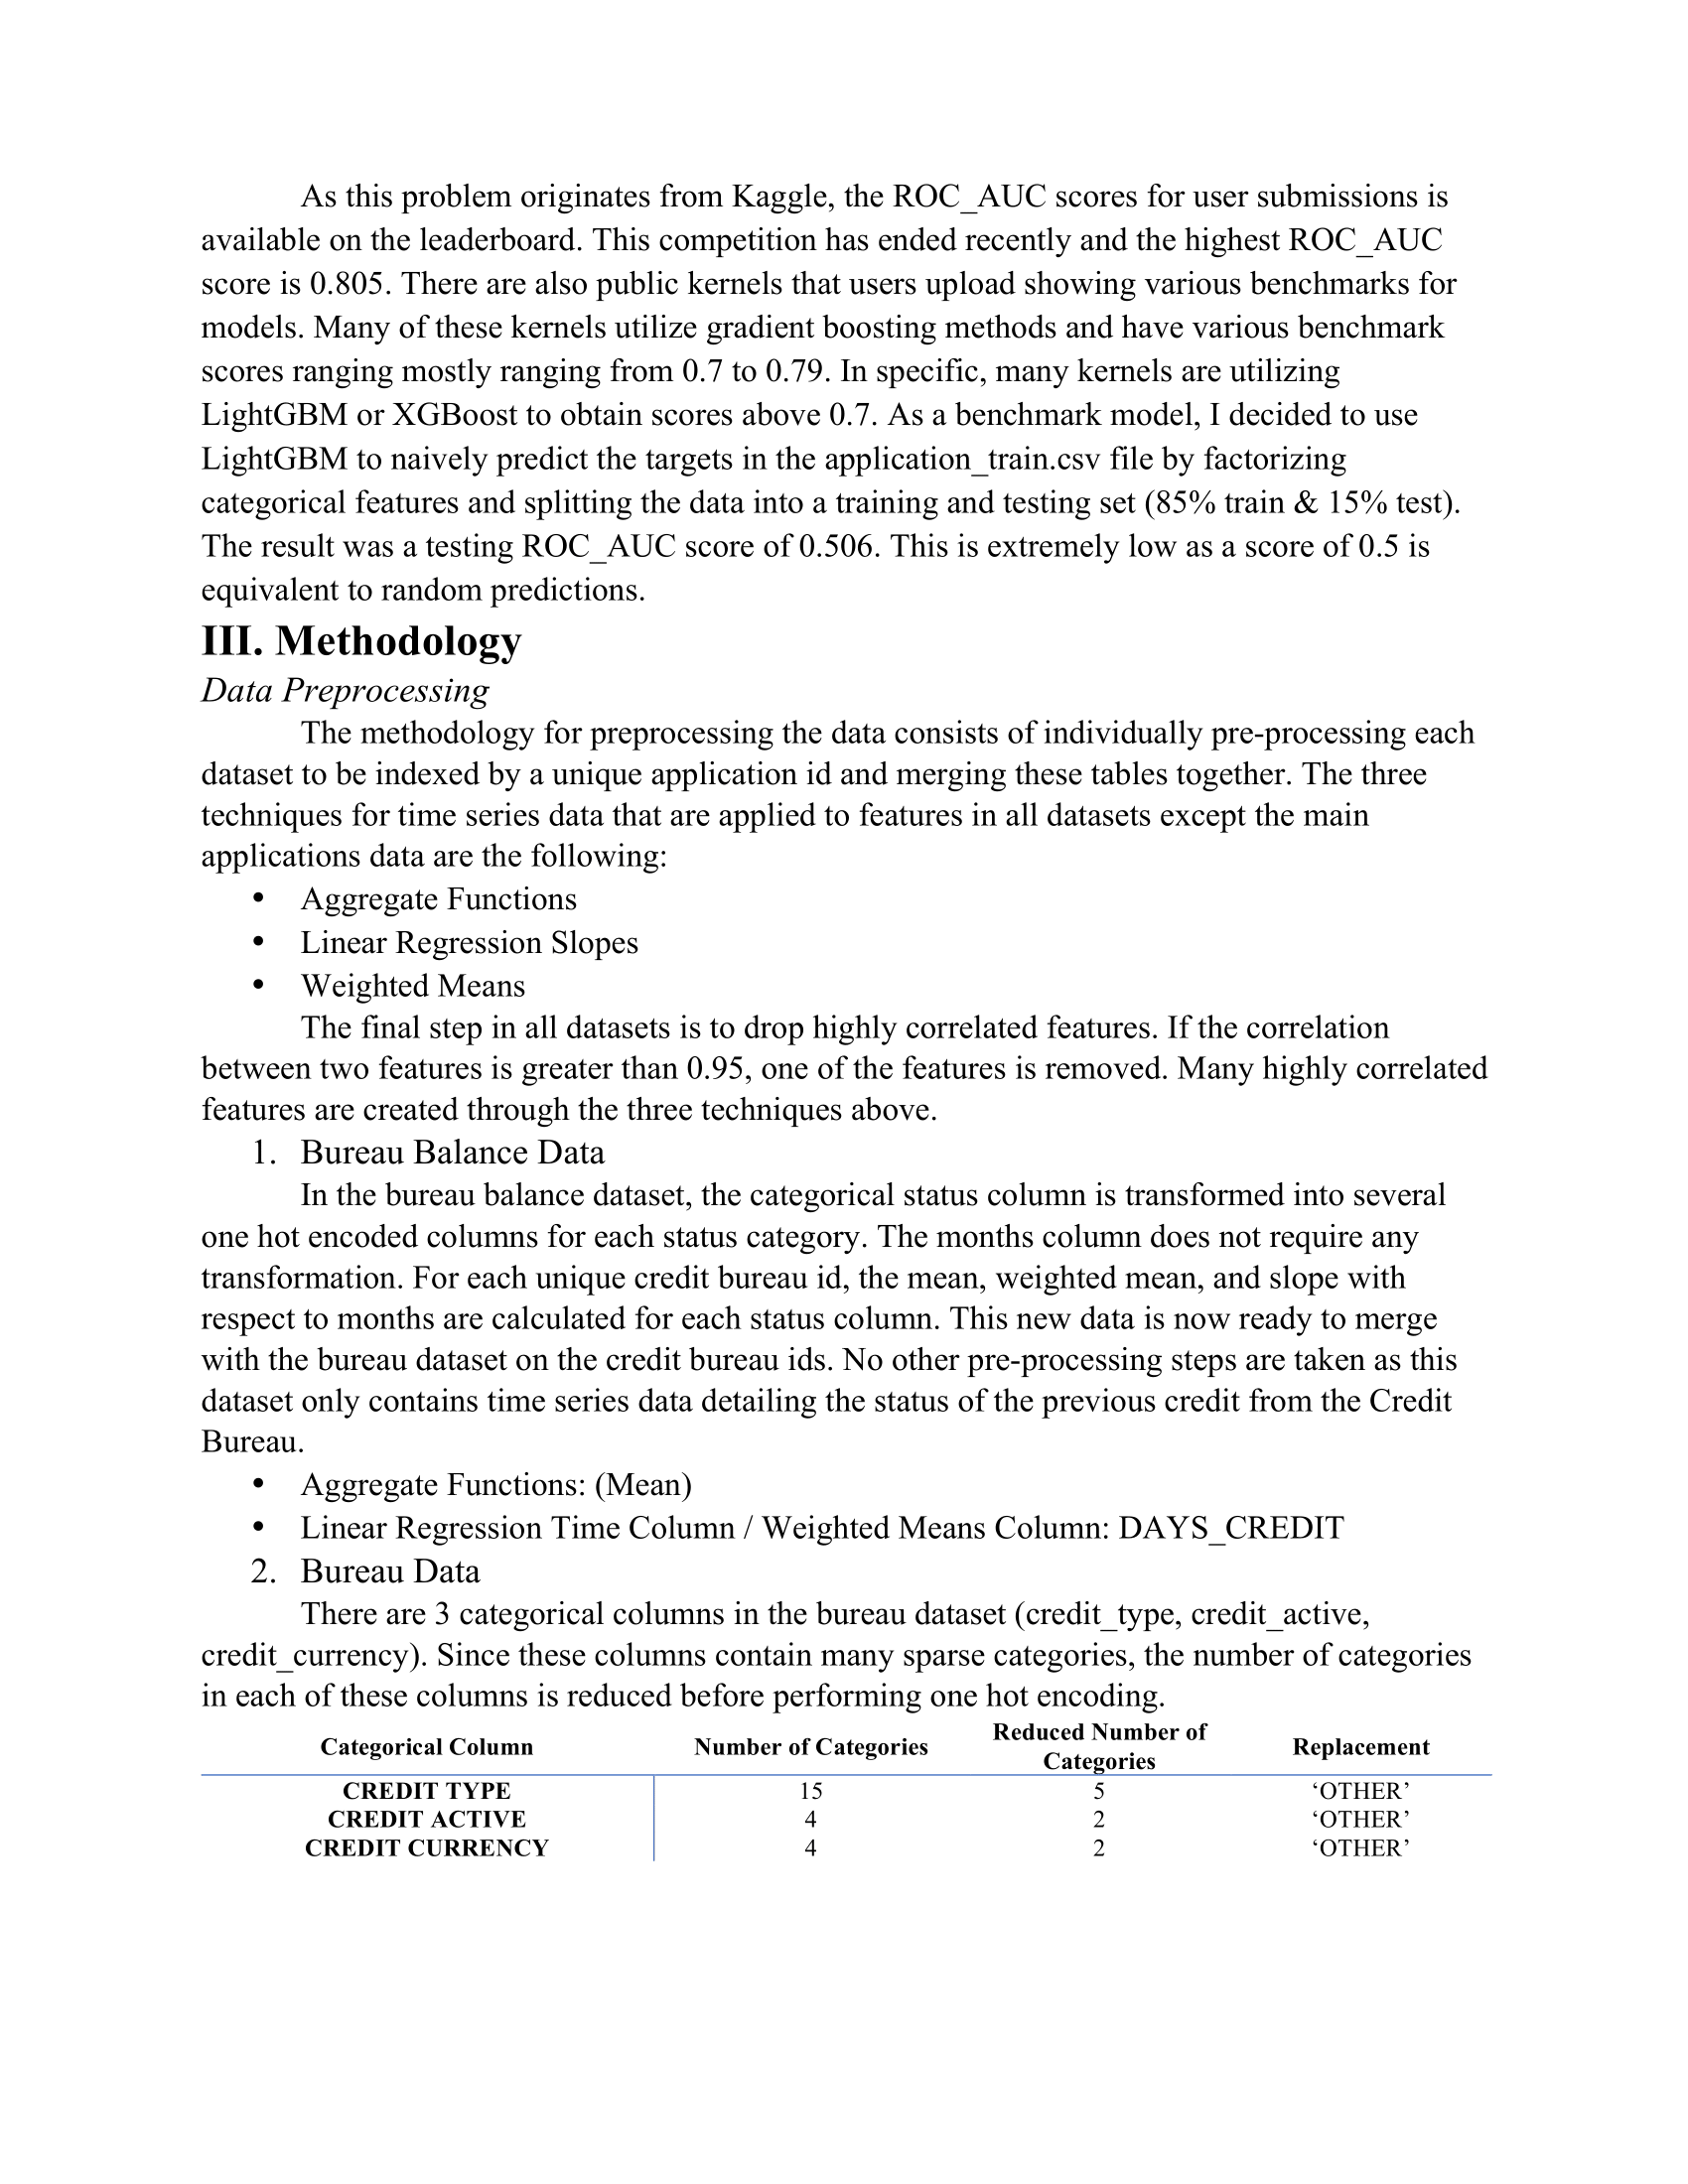 As this problem originates from Kaggle, the ROC_AUC scores for user submissions is
available on the leaderboard. This competition has ended recently and the highest ROC_AUC
score is 0.805. There are also public kernels that users upload showing various benchmarks for
models. Many of these kernels utilize gradient boosting methods and have various benchmark
scores ranging mostly ranging from 0.7 to 0.79. In specific, many kernels are utilizing
LightGBM or XGBoost to obtain scores above 0.7. As a benchmark model, I decided to use
LightGBM to naively predict the targets in the application_train.csv file by factorizing
categorical features and splitting the data into a training and testing set (85% train & 15% test).
The result was a testing ROC_AUC score of 0.506. This is extremely low as a score of 0.5 is
equivalent to random predictions.
III. Methodology
Data Preprocessing
The methodology for preprocessing the data consists of individually pre-processing each
dataset to be indexed by a unique application id and merging these tables together. The three
techniques for time series data that are applied to features in all datasets except the main
applications data are the following:
• Aggregate Functions
• Linear Regression Slopes
• Weighted Means
The final step in all datasets is to drop highly correlated features. If the correlation
between two features is greater than 0.95, one of the features is removed. Many highly correlated
features are created through the three techniques above.
1. Bureau Balance Data
In the bureau balance dataset, the categorical status column is transformed into several
one hot encoded columns for each status category. The months column does not require any
transformation. For each unique credit bureau id, the mean, weighted mean, and slope with
respect to months are calculated for each status column. This new data is now ready to merge
with the bureau dataset on the credit bureau ids. No other pre-processing steps are taken as this
dataset only contains time series data detailing the status of the previous credit from the Credit
Bureau.
• Aggregate Functions: (Mean)
• Linear Regression Time Column / Weighted Means Column: DAYS_CREDIT
2. Bureau Data
There are 3 categorical columns in the bureau dataset (credit_type, credit_active,
credit_currency). Since these columns contain many sparse categories, the number of categories
in each of these columns is reduced before performing one hot encoding.
Categorical Column Number of Categories Reduced Number of Categories Replacement
CREDIT TYPE 15 5 ‘OTHER’
CREDIT ACTIVE 4 2 ‘OTHER’
CREDIT CURRENCY 4 2 ‘OTHER’